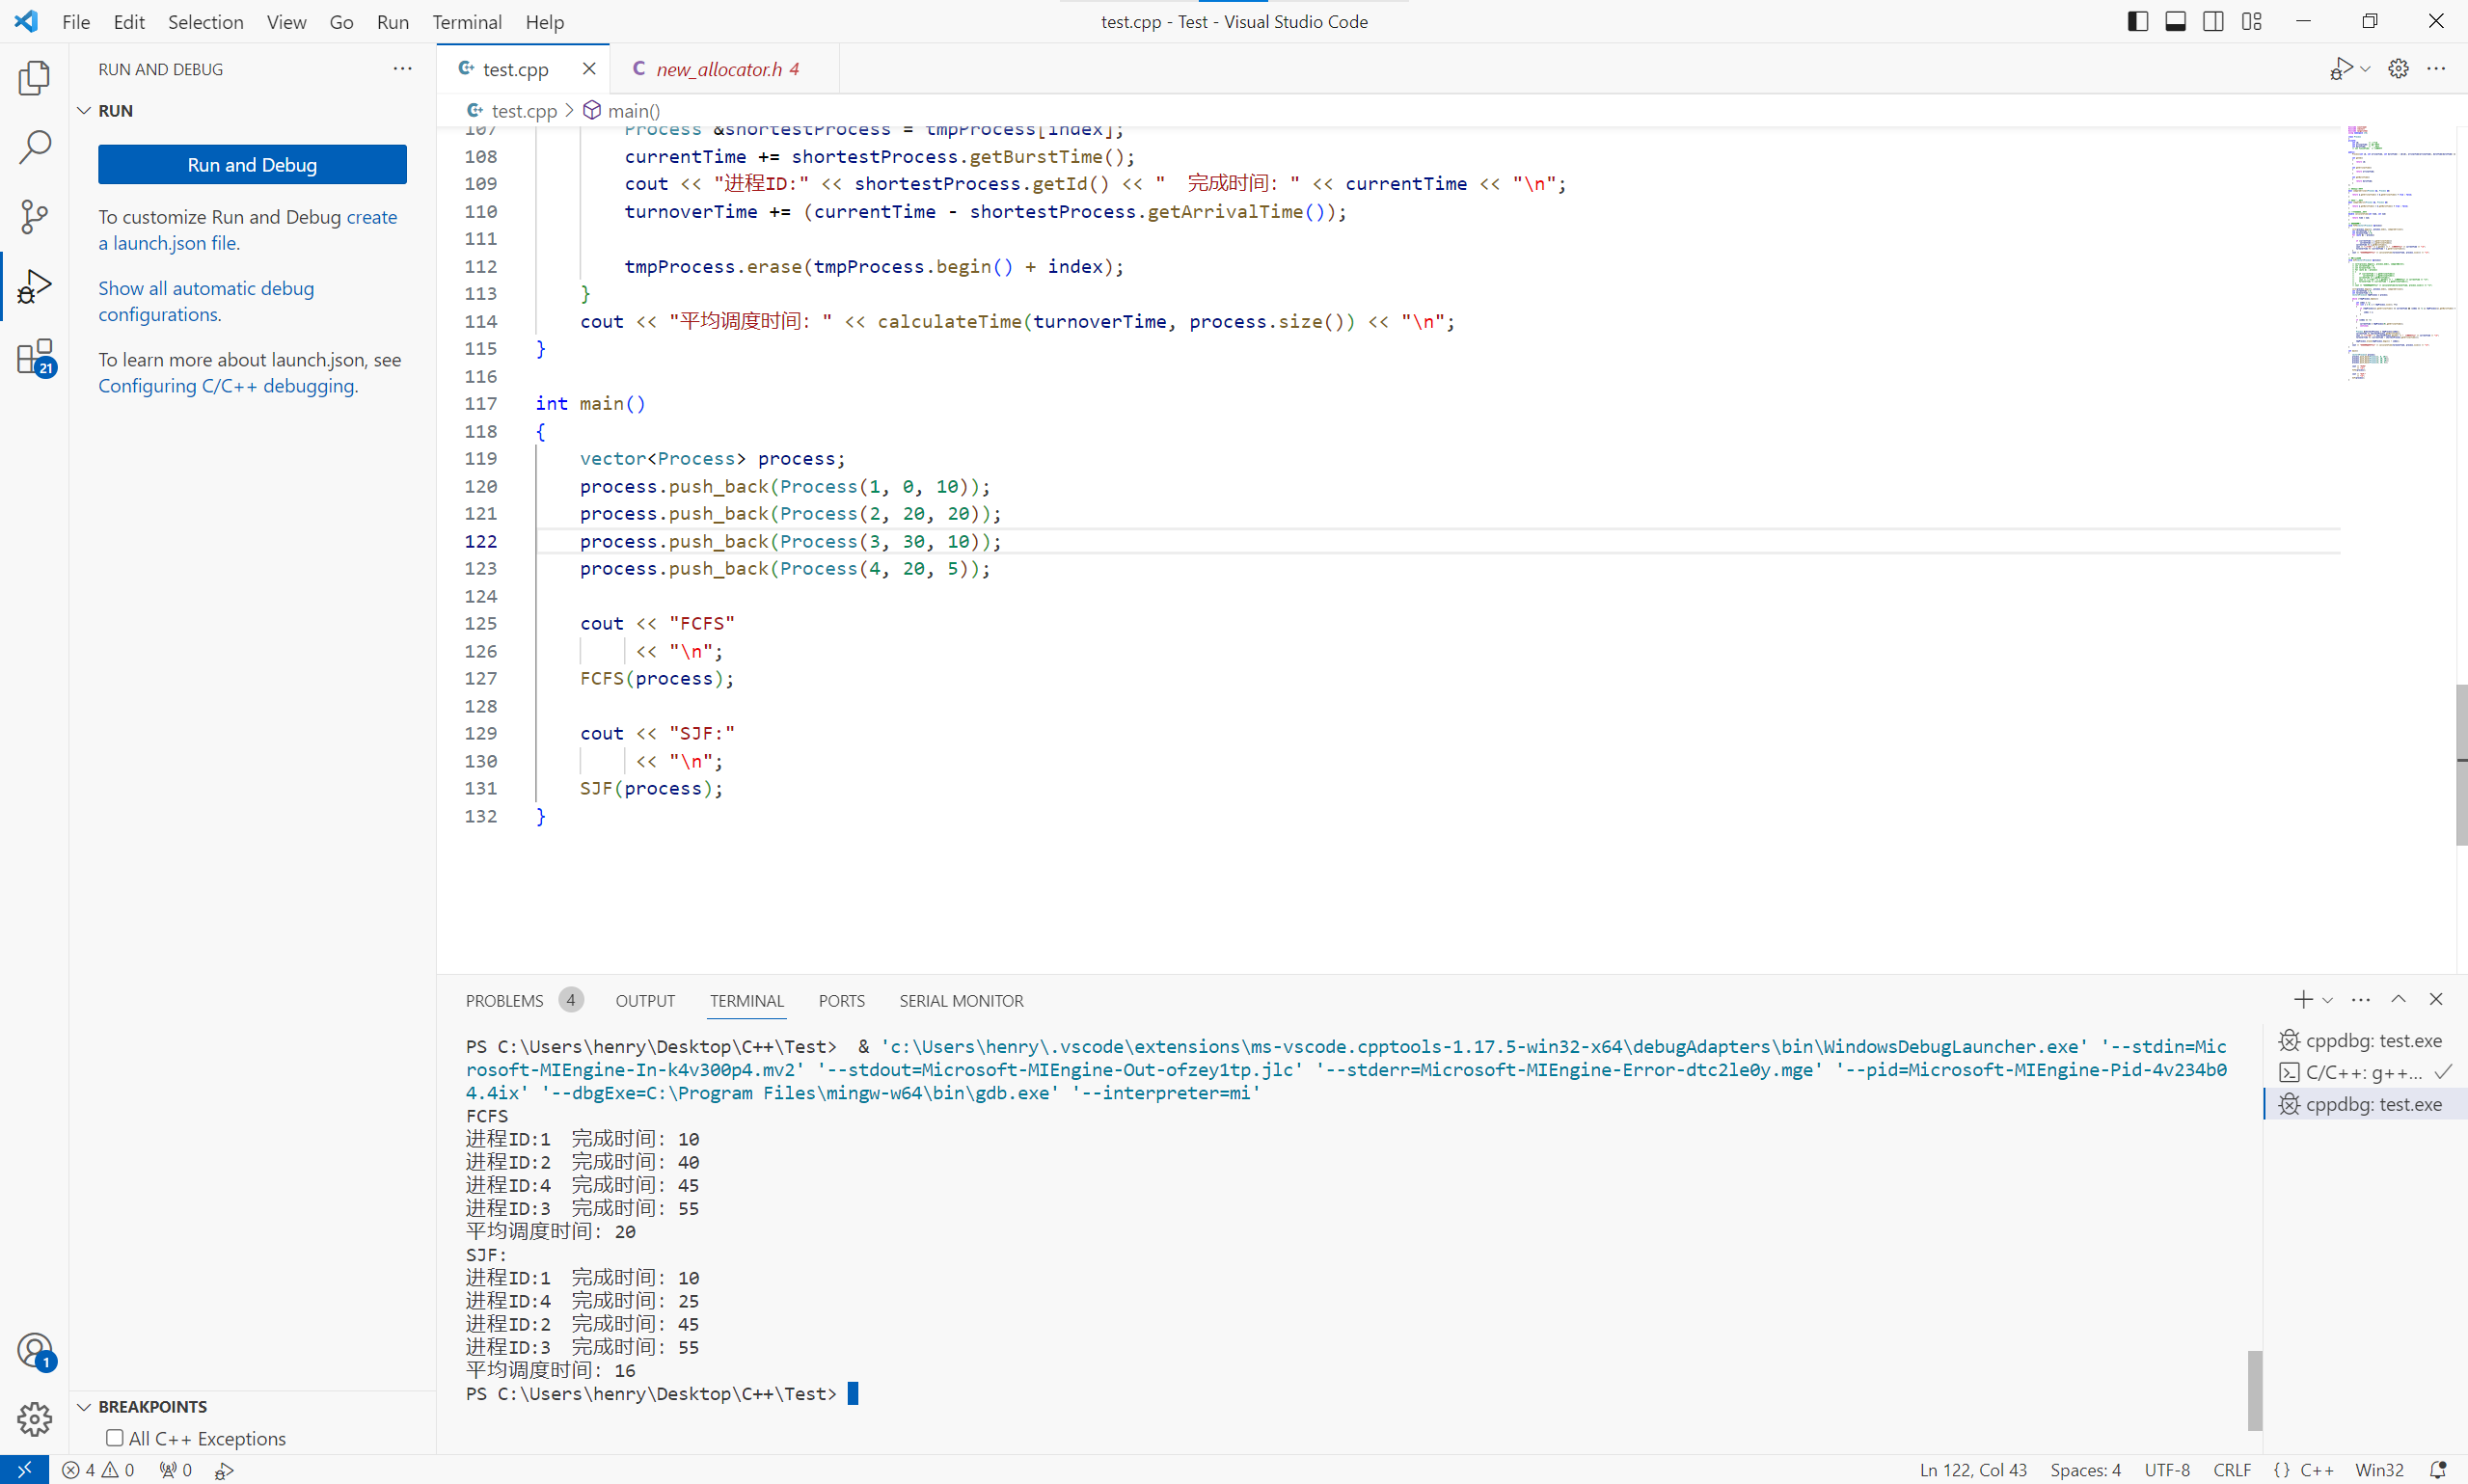 File Edit Selection View Go Run Terminal Help
test.cpp - Test - Visual Studio Code
RUN AND DEBUG
RUN
Run and Debug
To customize Run and Debug create
a launch.json file.
Show all automatic debug
configurations.
To learn more about launch.json, see
Configuring C/C++ debugging.
21
1
BREAKPOINTS
All C++ Exceptions
test.cpp
new_allocator.h 4
test.cpp > main()
107 Process &shortestProcess = tmpProcess[index];
108 currentTime += shortestProcess.getBurstTime();
109 cout << "进程ID:" << shortestProcess.getId() << "  完成时间: " << currentTime << "\n";
110 turnoverTime += (currentTime - shortestProcess.getArrivalTime());
111
112 tmpProcess.erase(tmpProcess.begin() + index);
113 }
114 cout << "平均调度时间: " << calculateTime(turnoverTime, process.size()) << "\n";
115 }
116
117 int main()
118 {
119 vector<Process> process;
120 process.push_back(Process(1, 0, 10));
121 process.push_back(Process(2, 20, 20));
122 process.push_back(Process(3, 30, 10));
123 process.push_back(Process(4, 20, 5));
124
125 cout << "FCFS"
126 << "\n";
127 FCFS(process);
128
129 cout << "SJF:"
130 << "\n";
131 SJF(process);
132 }
PROBLEMS 4 OUTPUT TERMINAL PORTS SERIAL MONITOR
PS C:\Users\henry\Desktop\C++\Test>  & 'c:\Users\henry\.vscode\extensions\ms-vscode.cpptools-1.17.5-win32-x64\debugAdapters\bin\WindowsDebugLauncher.exe' '--stdin=Mic
rosoft-MIEngine-In-k4v300p4.mv2' '--stdout=Microsoft-MIEngine-Out-ofzey1tp.jlc' '--stderr=Microsoft-MIEngine-Error-dtc2le0y.mge' '--pid=Microsoft-MIEngine-Pid-4v234b0
4.4ix' '--dbgExe=C:\Program Files\mingw-w64\bin\gdb.exe' '--interpreter=mi'
FCFS
进程ID:1  完成时间: 10
进程ID:2  完成时间: 40
进程ID:4  完成时间: 45
进程ID:3  完成时间: 55
平均调度时间: 20
SJF:
进程ID:1  完成时间: 10
进程ID:4  完成时间: 25
进程ID:2  完成时间: 45
进程ID:3  完成时间: 55
平均调度时间: 16
PS C:\Users\henry\Desktop\C++\Test>
cppdbg: test.exe
C/C++: g++...
cppdbg: test.exe
4 0 0
Ln 122, Col 43 Spaces: 4 UTF-8 CRLF {} C++ Win32